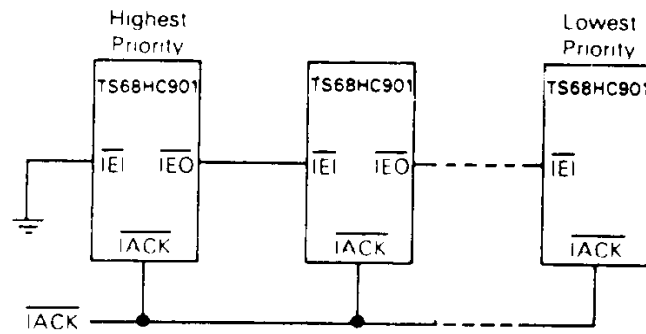 Highest
Priority
Lowest
Priority
TS68HC901
TS68HC901
TS68HC901
IEI
IEO
IEI
IEO
IEI
IACK
IACK
IACK
IACK